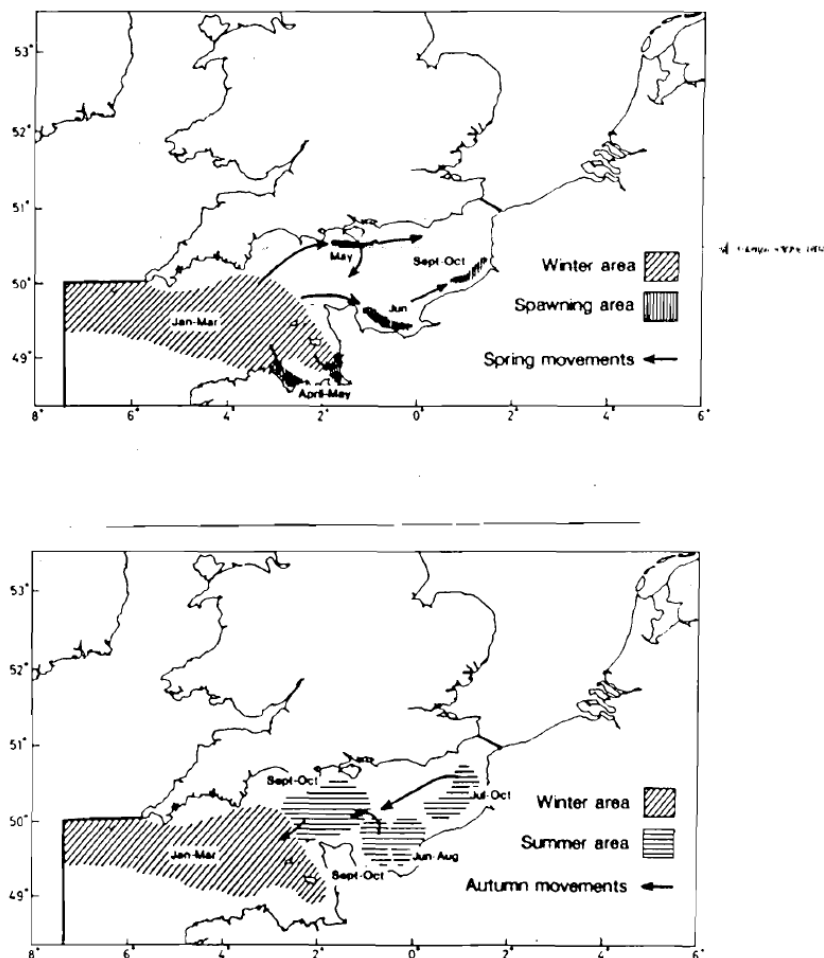 53°
52°
51°
50°
49°
May
Sept-Oct
Jun
Jan-Mar
April-May
Winter area
Spawning area
Spring movements
8° 6° 4° 2° 0° 2° 4° 6°
53°
52°
51°
50°
49°
Sept-Oct
Jul-Oct
Jan-Mar
Jun-Aug
Sept-Oct
Winter area
Summer area
Autumn movements
8° 6° 4° 2° 0° 2° 4° 6°